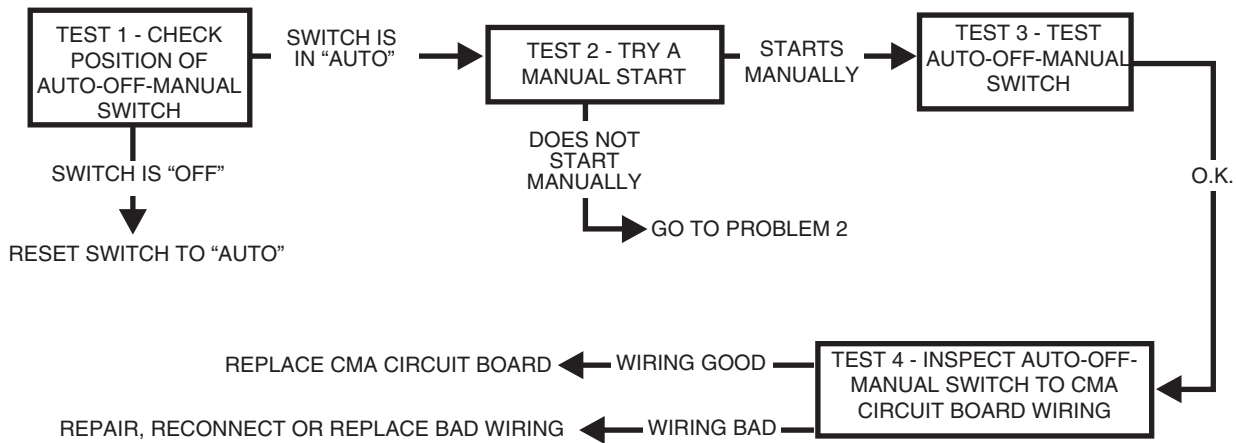 TEST 1 - CHECK
POSITION OF
AUTO-OFF-MANUAL
SWITCH
SWITCH IS
IN “AUTO”
TEST 2 - TRY A
MANUAL START
STARTS
MANUALLY
TEST 3 - TEST
AUTO-OFF-MANUAL
SWITCH
SWITCH IS “OFF”
RESET SWITCH TO “AUTO”
DOES NOT
START
MANUALLY
GO TO PROBLEM 2
O.K.
TEST 4 - INSPECT AUTO-OFF-
MANUAL SWITCH TO CMA
CIRCUIT BOARD WIRING
WIRING GOOD
REPLACE CMA CIRCUIT BOARD
WIRING BAD
REPAIR, RECONNECT OR REPLACE BAD WIRING